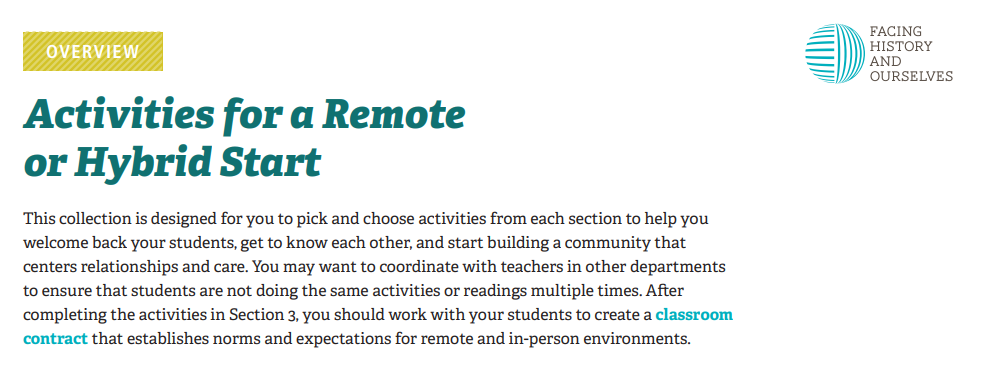 OVERVIEW
FACING
HISTORY
AND
OURSELVES
Activities for a Remote
or Hybrid Start
This collection is designed for you to pick and choose activities from each section to help you
welcome back your students, get to know each other, and start building a community that
centers relationships and care. You may want to coordinate with teachers in other departments
to ensure that students are not doing the same activities or readings multiple times. After
completing the activities in Section 3, you should work with your students to create a classroom
contract that establishes norms and expectations for remote and in-person environments.